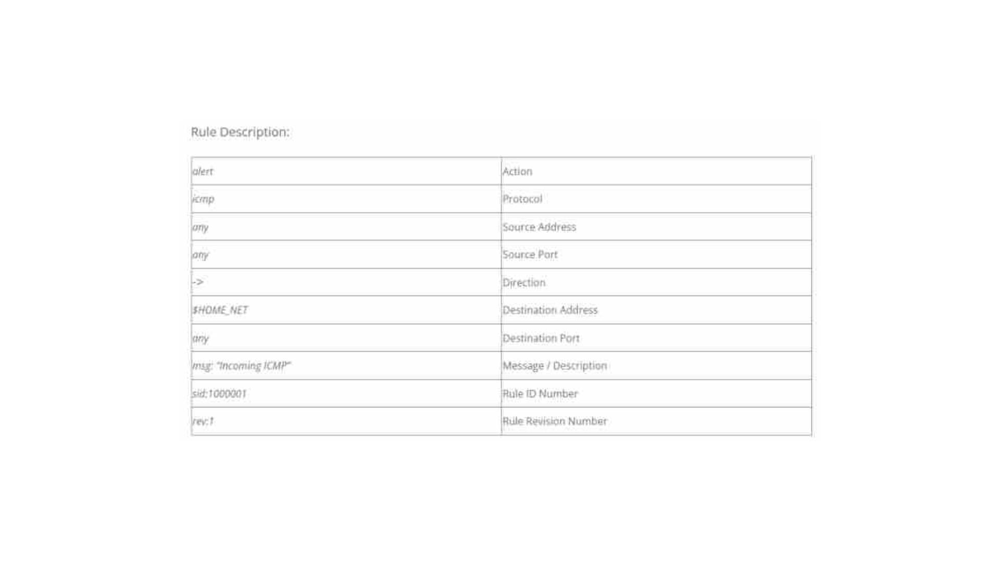 Rule Description:
alert Action
icmp Protocol
any Source Address
any Source Port
-> Direction
$HOME_NET Destination Address
any Destination Port
msg: “Incoming ICMP” Message / Description
sid:1000001 Rule ID Number
rev:1 Rule Revision Number